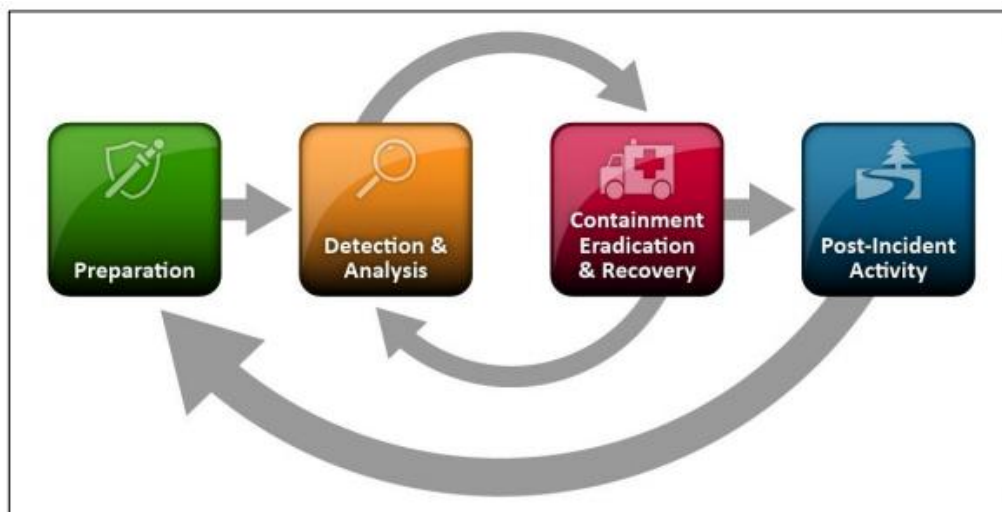 Preparation
Detection &
Analysis
Containment
Eradication
& Recovery
Post-Incident
Activity